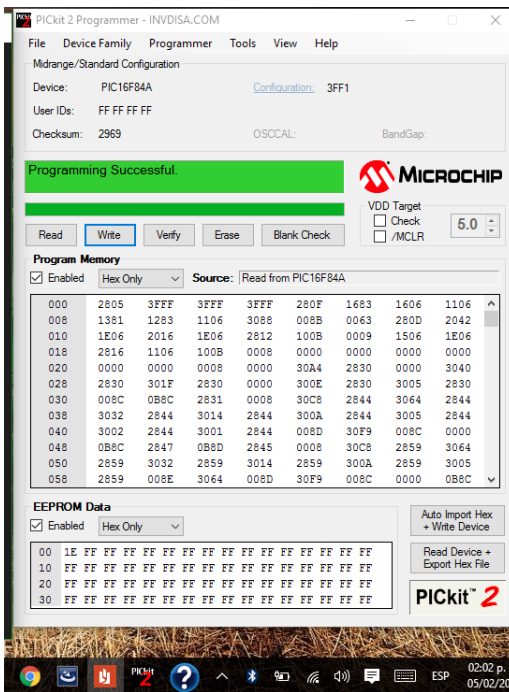 PICkit 2 Programmer - INVDISA.COM
File Device Family Programmer Tools View Help
Midrange/Standard Configuration
Device: PIC16F84A Configuration: 3FF1
User IDs: FF FF FF FF
Checksum: 2969 OSCCAL: BandGap:
Programming Successful.
MICROCHIP
VDD Target
Check
/MCLR
5.0
Read Write Verify Erase Blank Check
Program Memory
Enabled Hex Only Source: Read from PIC16F84A
000 2805 3FFF 3FFF 3FFF 280F 1683 1606 1106
008 1381 1283 1106 3088 008B 0063 280D 2042
010 1E06 2016 1E06 2812 100B 0009 1506 1E06
018 2816 1106 100B 0008 0000 0000 0000 0000
020 0000 0000 0008 0000 30A4 2830 0000 3040
028 2830 301F 2830 0000 300E 2830 3005 2830
030 008C 0B8C 2831 0008 30C8 2844 3064 2844
038 3032 2844 3014 2844 300A 2844 3005 2844
040 3002 2844 3001 2844 008D 30F9 008C 0000
048 0B8C 2847 0B8D 2845 0008 30C8 2859 3064
050 2859 3032 2859 3014 2859 300A 2859 3005
058 2859 008E 3064 008D 30F9 008C 0000 0B8C
EEPROM Data
Enabled Hex Only
00 1E FF FF FF FF FF FF FF FF FF FF FF FF FF FF FF
10 FF FF FF FF FF FF FF FF FF FF FF FF FF FF FF FF
20 FF FF FF FF FF FF FF FF FF FF FF FF FF FF FF FF
30 FF FF FF FF FF FF FF FF FF FF FF FF FF FF FF FF
Auto Import Hex
+ Write Device
Read Device +
Export Hex File
PICkit™ 2
ESP
02:02 p.
05/02/20